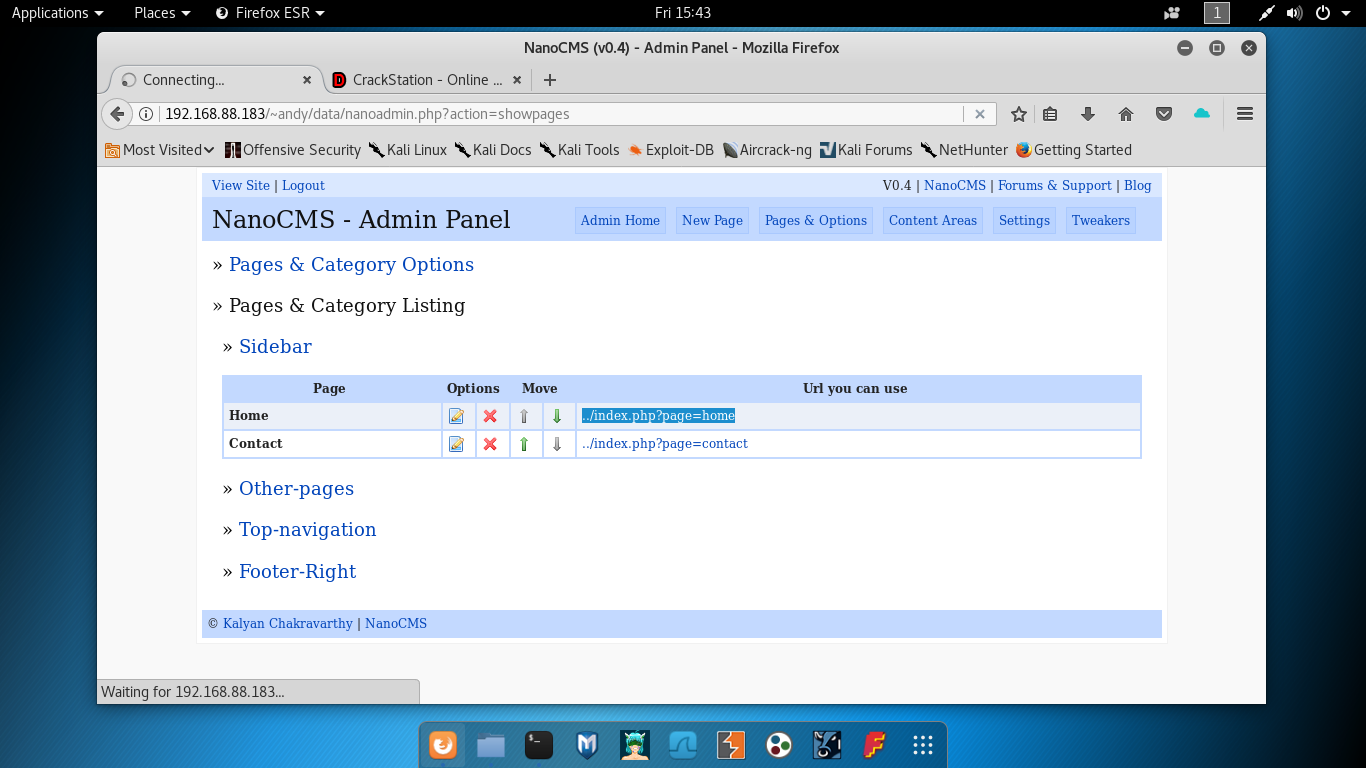 Applications Places Firefox ESR Fri 15:43 1
NanoCMS (v0.4) - Admin Panel - Mozilla Firefox
Connecting... CrackStation - Online ...
192.168.88.183/~andy/data/nanoadmin.php?action=showpages
Most Visited Offensive Security Kali Linux Kali Docs Kali Tools Exploit-DB Aircrack-ng Kali Forums NetHunter Getting Started
View Site | Logout V0.4 | NanoCMS | Forums & Support | Blog
NanoCMS - Admin Panel Admin Home New Page Pages & Options Content Areas Settings Tweakers
» Pages & Category Options
» Pages & Category Listing
» Sidebar
Page Options Move Url you can use
Home ../index.php?page=home
Contact ../index.php?page=contact
» Other-pages
» Top-navigation
» Footer-Right
© Kalyan Chakravarthy | NanoCMS
Waiting for 192.168.88.183...